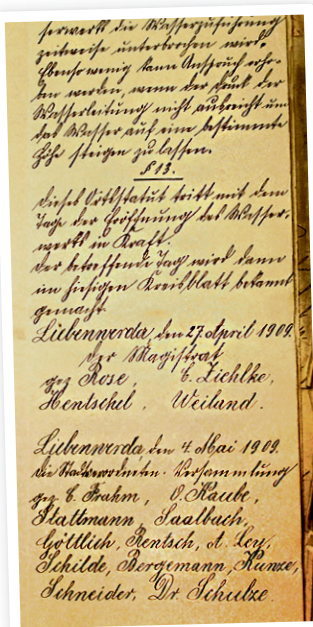 serwerk die Wasserzuführung
zeitweise unterbrochen wird.
Ebensowenig kann Anspruch erho-
ben werden, wenn der Druck der
Wasserleitung nicht ausreicht um
das Wasser auf eine bestimmte
Höhe steigen zu lassen.
§ 13.
Dieses Ortsstatut tritt mit dem
Tage der Eröffnung des Wasser-
werks in Kraft.
Der betreffende Tag wird dann
im hiesigen Kreisblatt bekannt
gemacht.
Liebenwerda, den 27. April 1909.
der Magistrat
gez Rose, E. Ziehlke,
Hentschel, Weiland.
Liebenwerda, den 4. Mai 1909.
die Stadtverordneten-Versammlung
gez E. Frahm, O. Kaube,
Stattmann, Saalbach,
Göttlich, Rentsch, A. Ley,
Schilde, Bergemann, Kunze,
Schneider, Dr. Schulze.